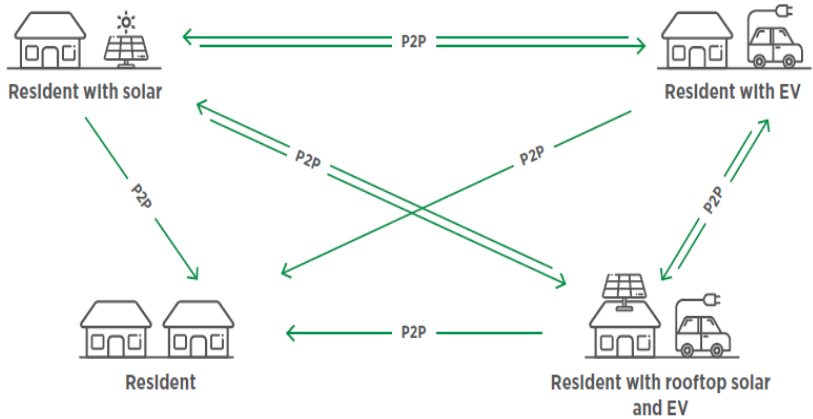 P2P
Resident with solar
Resident with EV
P2P
P2P
P2P
P2P
P2P
Resident
Resident with rooftop solar
and EV